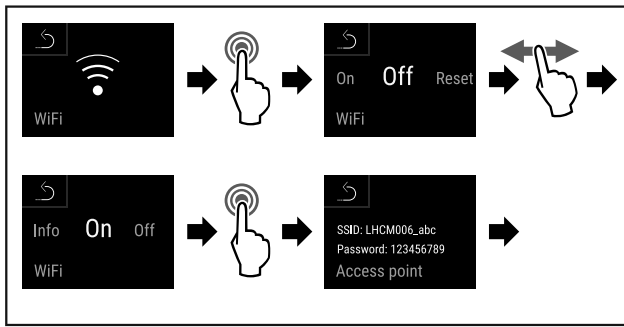 WiFi
On Off Reset
WiFi
Info On Off
WiFi
SSID: LHCM006_abc
Password: 123456789
Access point